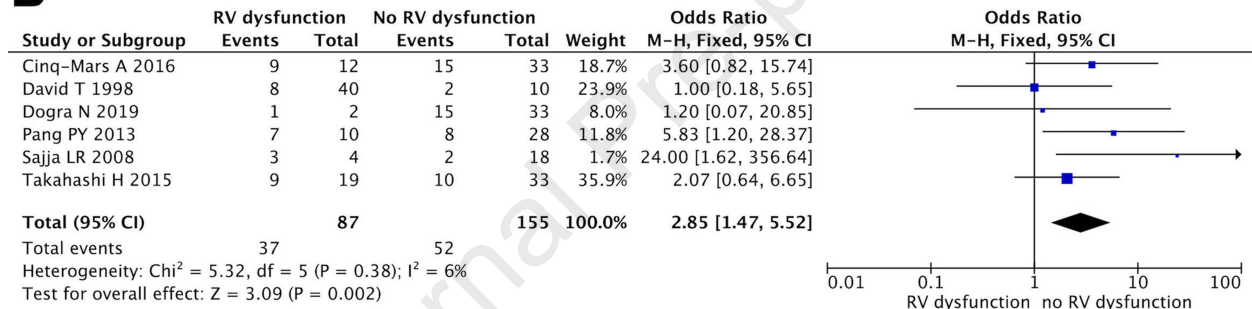 RV dysfunction No RV dysfunction Odds Ratio Odds Ratio
Study or Subgroup Events Total Events Total Weight M-H, Fixed, 95% CI M-H, Fixed, 95% CI
Cinq-Mars A 2016 9 12 15 33 18.7% 3.60 [0.82, 15.74]
David T 1998 8 40 2 10 23.9% 1.00 [0.18, 5.65]
Dogra N 2019 1 2 15 33 8.0% 1.20 [0.07, 20.85]
Pang PY 2013 7 10 8 28 11.8% 5.83 [1.20, 28.37]
Sajja LR 2008 3 4 2 18 1.7% 24.00 [1.62, 356.64]
Takahashi H 2015 9 19 10 33 35.9% 2.07 [0.64, 6.65]
Total (95% CI) 87 155 100.0% 2.85 [1.47, 5.52]
Total events 37 52
Heterogeneity: Chi² = 5.32, df = 5 (P = 0.38); I² = 6%
Test for overall effect: Z = 3.09 (P = 0.002)
0.01 0.1 1 10 100
RV dysfunction no RV dysfunction